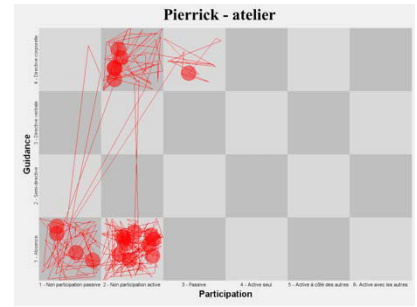 Pierrick - atelier
Guidance
4 - Directive corporelle
3 - Directive verbale
2 - Semi-directive
1 - Absence
1 - Non participation passive
2 - Non participation active
3 - Passive
4 - Active seul
5 - Active à côté des autres
6 - Active avec les autres
Participation